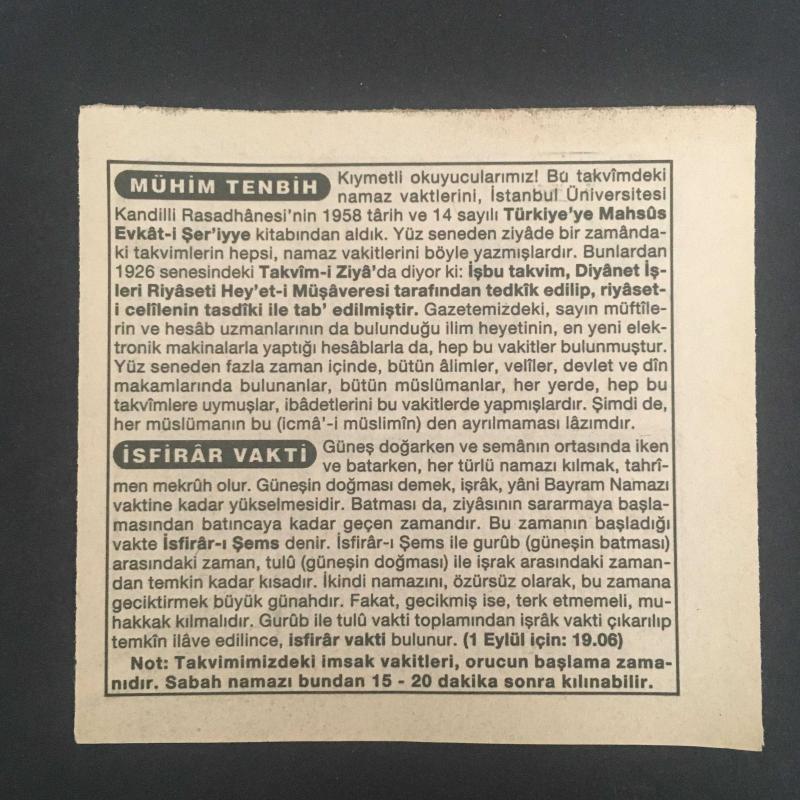 MÜHİM TENBİH Kıymetli okuyucularımız! Bu takvîmdeki
namaz vaktlerini, İstanbul Üniversitesi
Kandilli Rasadhânesi'nin 1958 târih ve 14 sayılı Türkiye'ye Mahsûs
Evkât-i Şer'iyye kitabından aldık. Yüz seneden ziyâde bir zamânda-
ki takvimlerin hepsi, namaz vakitlerini böyle yazmışlardır. Bunlardan
1926 senesindeki Takvîm-i Ziyâ'da diyor ki: İşbu takvim, Diyânet İş-
leri Riyâseti Hey'et-i Müşâveresi tarafından tedkîk edilip, riyâset-
i celîlenin tasdîki ile tab' edilmiştir. Gazetemizdeki, sayın müftîle-
rin ve hesâb uzmanlarının da bulunduğu ilim heyetinin, en yeni elek-
tronik makinalarla yaptığı hesâblarla da, hep bu vakitler bulunmuştur.
Yüz seneden fazla zaman içinde, bütün âlimler, velîler, devlet ve dîn
makamlarında bulunanlar, bütün müslümanlar, her yerde, hep bu
takvîmlere uymuşlar, ibâdetlerini bu vakitlerde yapmışlardır. Şimdi de,
her müslümanın bu (icmâ'-i müslimîn) den ayrılmaması lâzımdır.
İSFİRÂR VAKTİ Güneş doğarken ve semânın ortasında iken
ve batarken, her türlü namazı kılmak, tahrî-
men mekrûh olur. Güneşin doğması demek, işrâk, yâni Bayram Namazı
vaktine kadar yükselmesidir. Batması da, ziyâsının sararmaya başla-
masından batıncaya kadar geçen zamandır. Bu zamanın başladığı
vakte İsfirâr-ı Şems denir. İsfirâr-ı Şems ile gurûb (güneşin batması)
arasındaki zaman, tulû (güneşin doğması) ile işrak arasındaki zaman-
dan temkin kadar kısadır. İkindi namazını, özürsüz olarak, bu zamana
geciktirmek büyük günahdır. Fakat, gecikmiş ise, terk etmemeli, mu-
hakkak kılmalıdır. Gurûb ile tulû vakti toplamından işrâk vakti çıkarılıp
temkîn ilâve edilince, isfirâr vakti bulunur. (1 Eylül için: 19.06)
Not: Takvimimizdeki imsak vakitleri, orucun başlama zama-
nıdır. Sabah namazı bundan 15 - 20 dakika sonra kılınabilir.